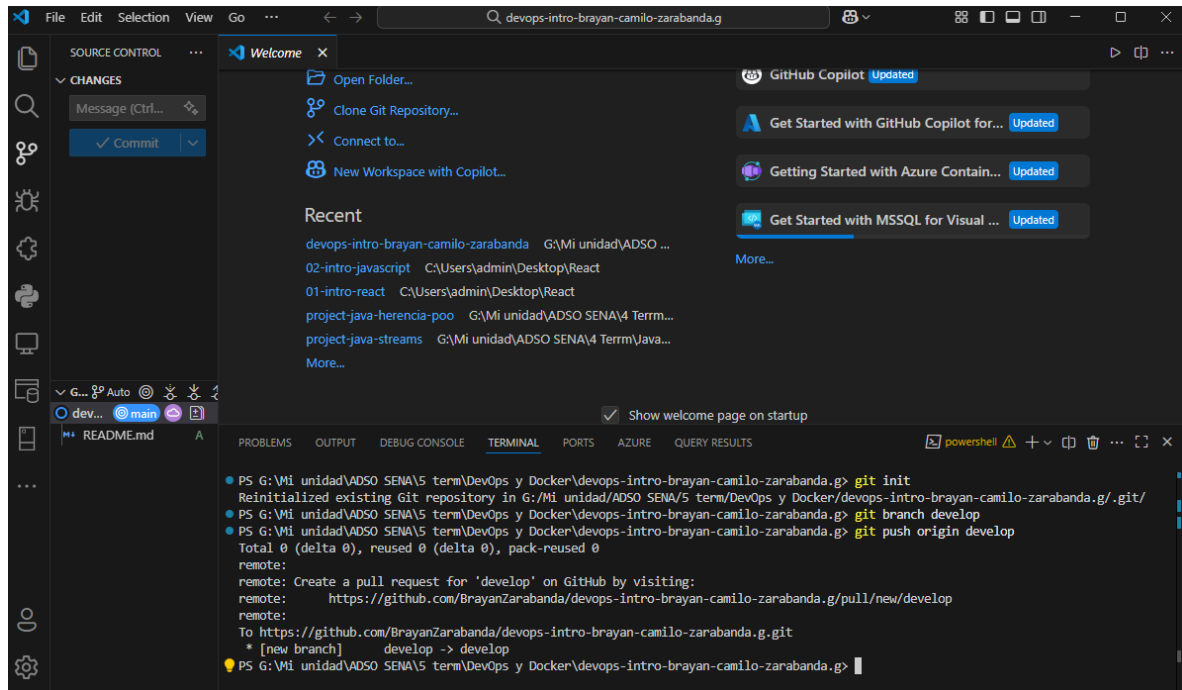 File Edit Selection View Go ··· devops-intro-brayan-camilo-zarabanda.g
SOURCE CONTROL ···
CHANGES
Message (Ctrl...
Commit
G... Auto
dev... main
README.md A
Welcome
Open Folder...
Clone Git Repository...
Connect to...
New Workspace with Copilot...
Recent
devops-intro-brayan-camilo-zarabanda G:\Mi unidad\ADSO ...
02-intro-javascript C:\Users\admin\Desktop\React
01-intro-react C:\Users\admin\Desktop\React
project-java-herencia-poo G:\Mi unidad\ADSO SENA\4 Terrm...
project-java-streams G:\Mi unidad\ADSO SENA\4 Terrm\Java...
More...
GitHub Copilot Updated
Get Started with GitHub Copilot for... Updated
Getting Started with Azure Contain... Updated
Get Started with MSSQL for Visual ... Updated
More...
Show welcome page on startup
PROBLEMS OUTPUT DEBUG CONSOLE TERMINAL PORTS AZURE QUERY RESULTS powershell
PS G:\Mi unidad\ADSO SENA\5 term\DevOps y Docker\devops-intro-brayan-camilo-zarabanda.g> git init
Reinitialized existing Git repository in G:/Mi unidad/ADSO SENA/5 term/DevOps y Docker/devops-intro-brayan-camilo-zarabanda.g/.git/
PS G:\Mi unidad\ADSO SENA\5 term\DevOps y Docker\devops-intro-brayan-camilo-zarabanda.g> git branch develop
PS G:\Mi unidad\ADSO SENA\5 term\DevOps y Docker\devops-intro-brayan-camilo-zarabanda.g> git push origin develop
Total 0 (delta 0), reused 0 (delta 0), pack-reused 0
remote:
remote: Create a pull request for 'develop' on GitHub by visiting:
remote:      https://github.com/BrayanZarabanda/devops-intro-brayan-camilo-zarabanda.g/pull/new/develop
remote:
To https://github.com/BrayanZarabanda/devops-intro-brayan-camilo-zarabanda.g.git
 * [new branch]      develop -> develop
PS G:\Mi unidad\ADSO SENA\5 term\DevOps y Docker\devops-intro-brayan-camilo-zarabanda.g>